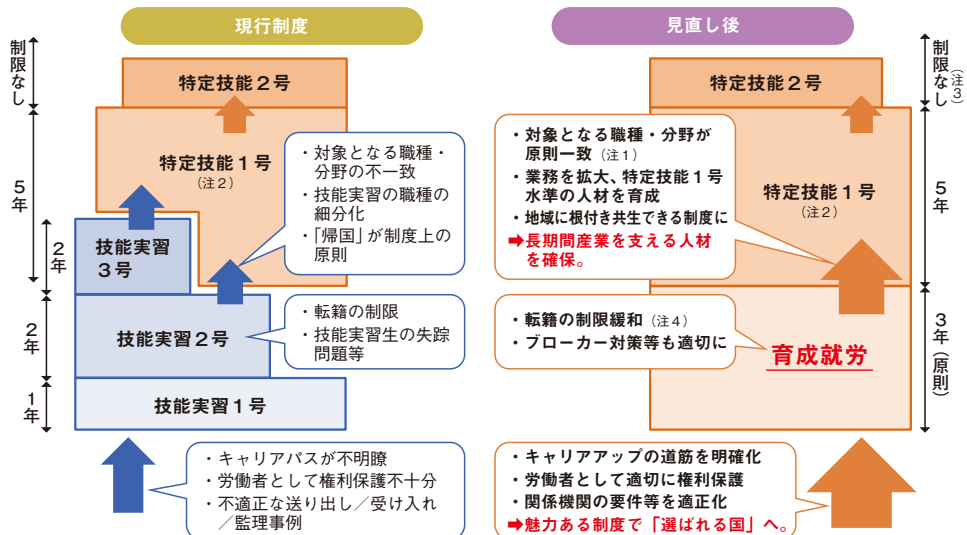 現行制度
制限なし
5年
2年
2年
1年
特定技能2号
特定技能1号
(注2)
・対象となる職種・
分野の不一致
・技能実習の職種の
細分化
・「帰国」が制度上の
原則
技能実習
3号
技能実習2号
・転籍の制限
・技能実習生の失踪
問題等
技能実習1号
・キャリアパスが不明瞭
・労働者として権利保護不十分
・不適正な送り出し/受け入れ
/監理事例
見直し後
特定技能2号
制限なし
(注3)
・対象となる職種・分野が
原則一致 (注1)
・業務を拡大、特定技能1号
水準の人材を育成
・地域に根付き共生できる制度に
➡長期間産業を支える人材
を確保。
特定技能1号
(注2)
5年
・転籍の制限緩和 (注4)
・ブローカー対策等も適切に
育成就労
3年(原則)
・キャリアアップの道筋を明確化
・労働者として適切に権利保護
・関係機関の要件等を適正化
➡魅力ある制度で「選ばれる国」へ。